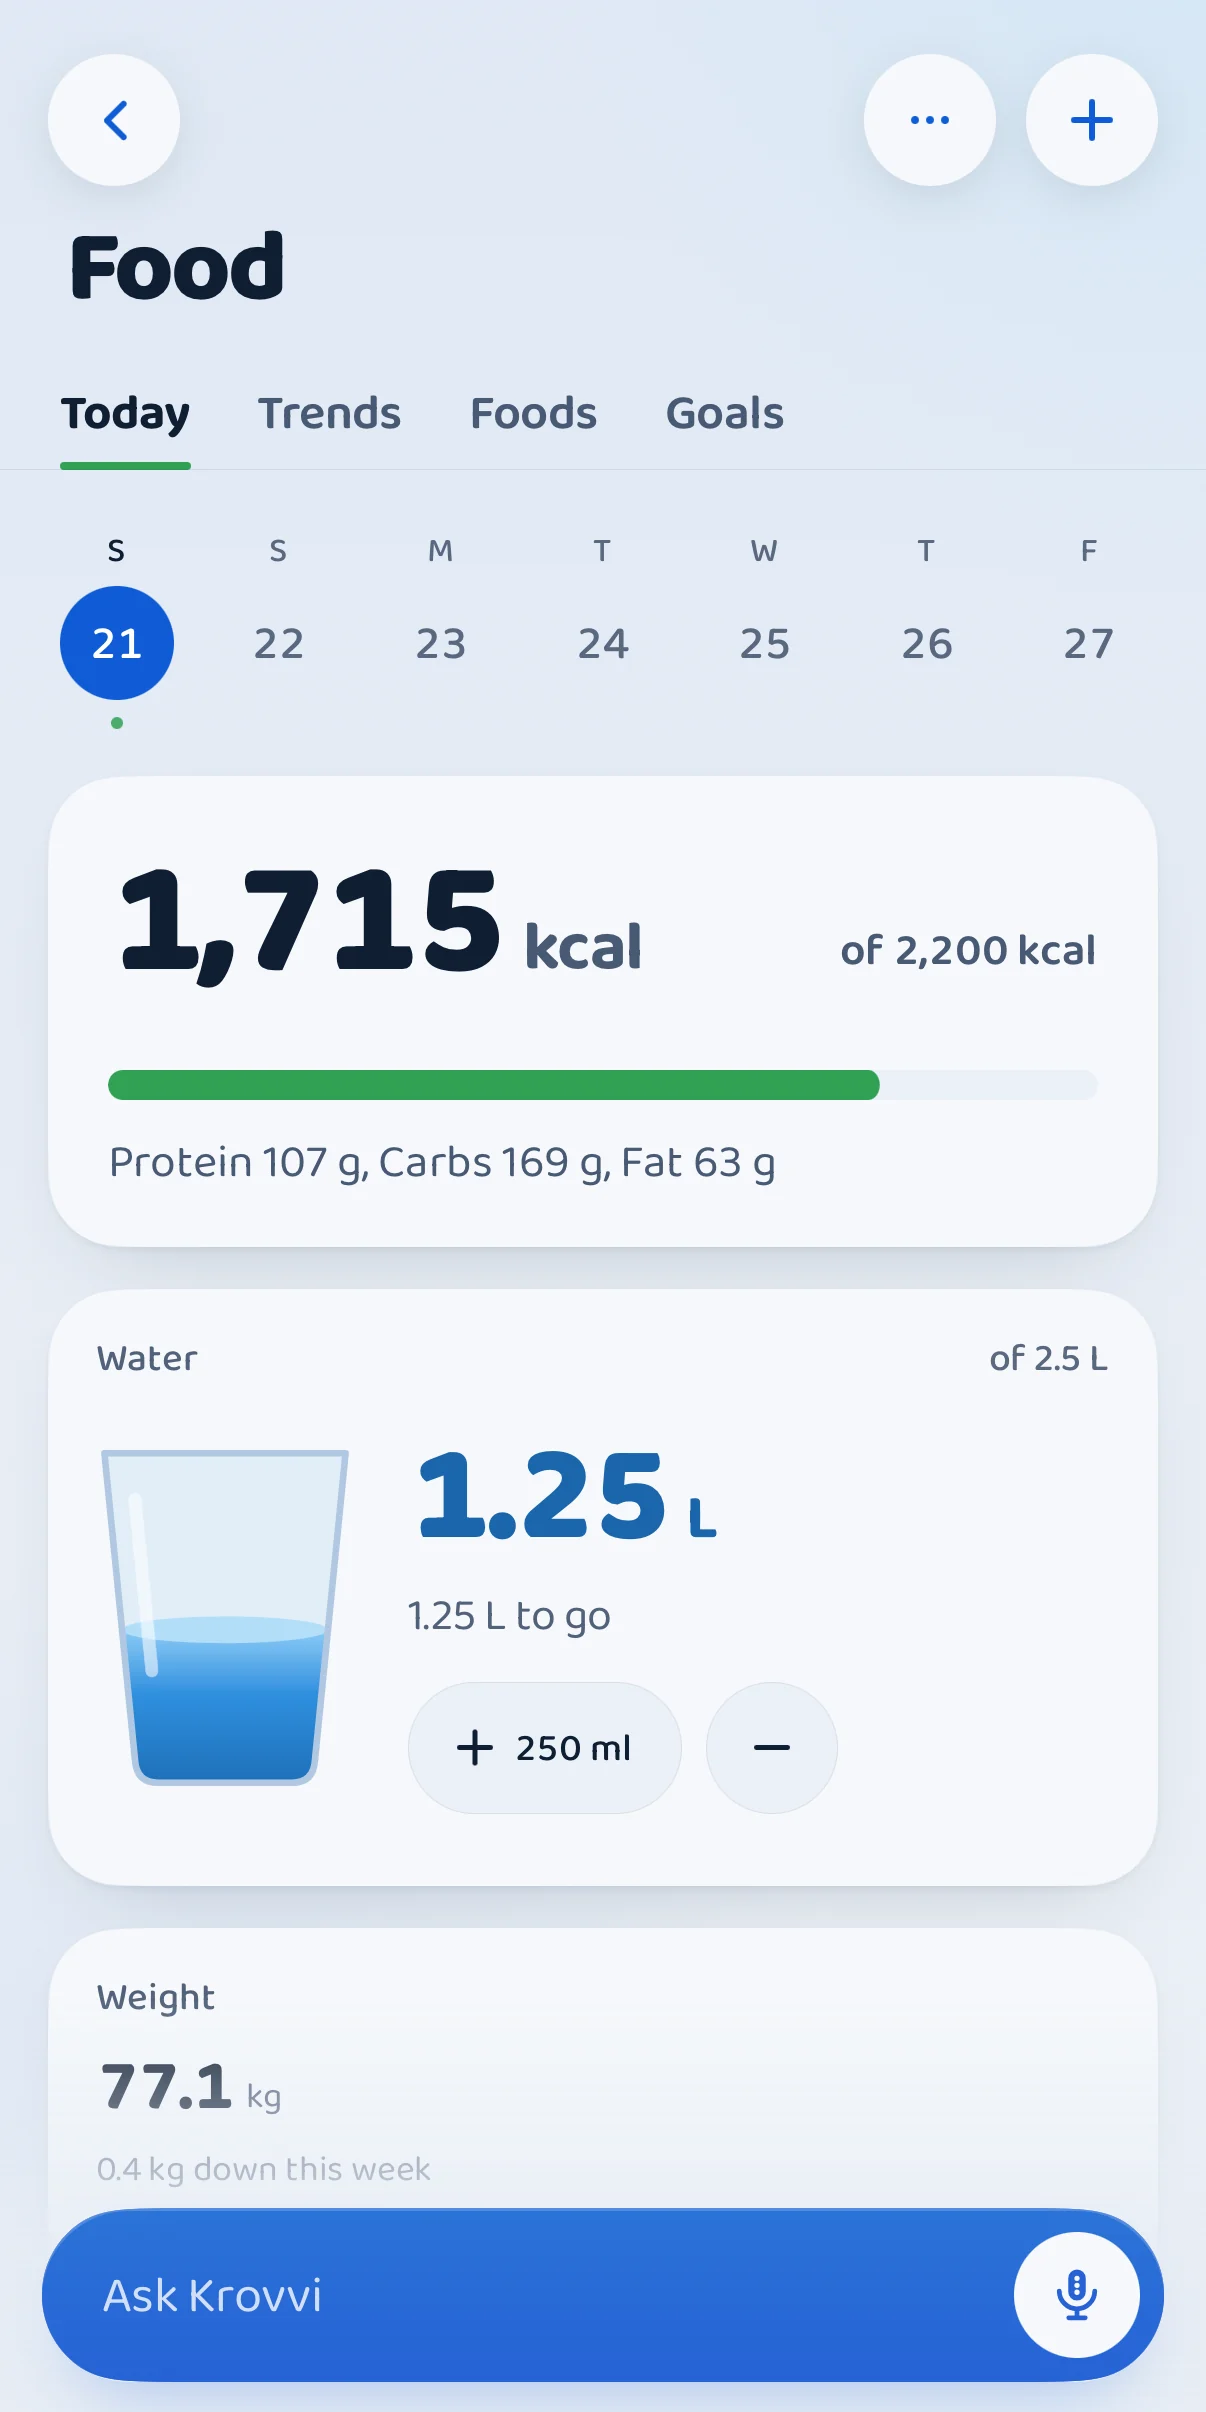 Food
Today Trends Foods Goals
S S M T W T F
21 22 23 24 25 26 27
1,715 kcal of 2,200 kcal
Protein 107 g, Carbs 169 g, Fat 63 g
Water of 2.5 L
1.25 L
1.25 L to go
+ 250 ml −
Weight
77.1 kg
0.4 kg down this week
Ask Krovvi